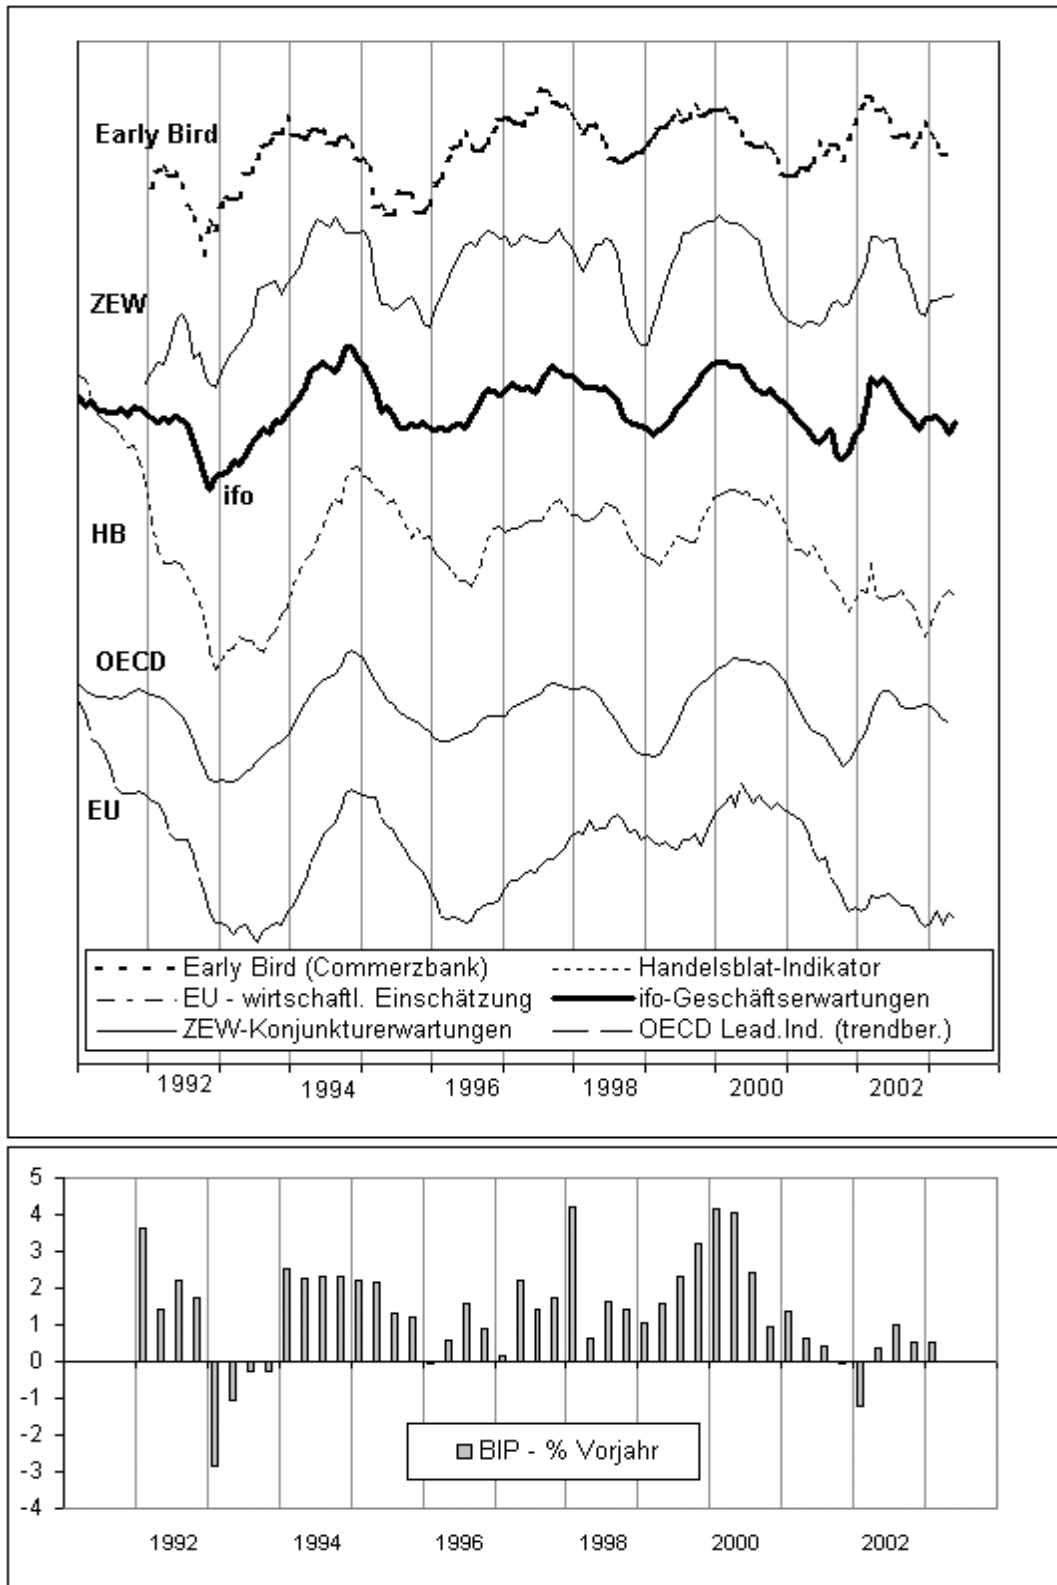 Early Bird
ZEW
ifo
HB
OECD
EU
Early Bird (Commerzbank) Handelsblat-Indikator
EU - wirtschaftl. Einschätzung ifo-Geschäftserwartungen
ZEW-Konjunkturerwartungen OECD Lead.Ind. (trendber.)
1992 1994 1996 1998 2000 2002
5
4
3
2
1
0
-1
-2
BIP - % Vorjahr
-3
-4
1992 1994 1996 1998 2000 2002